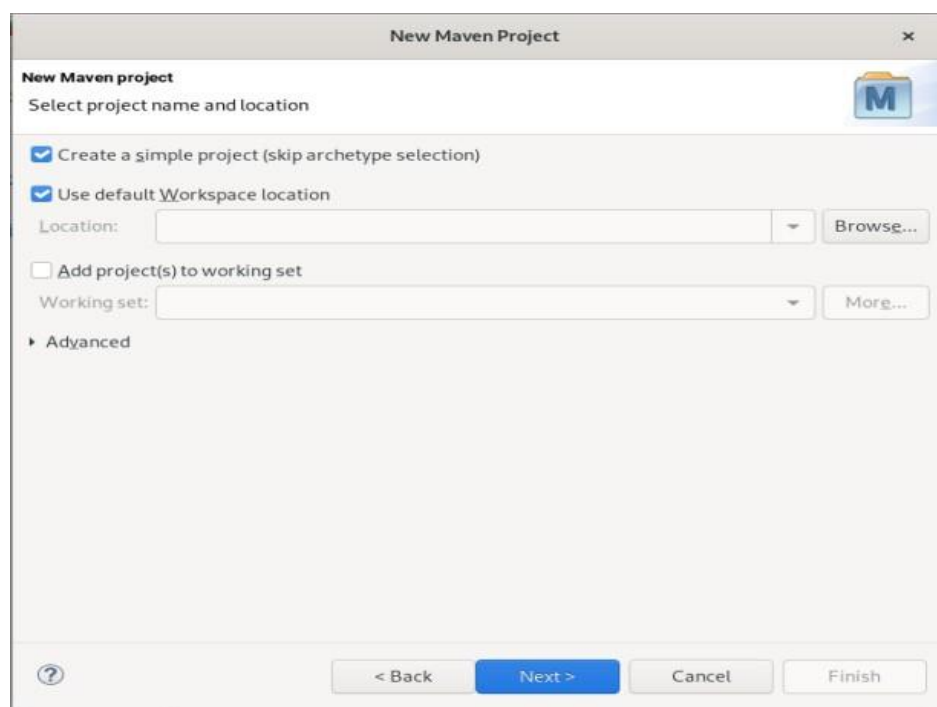 New Maven Project
New Maven project
Select project name and location
M
Create a simple project (skip archetype selection)
Use default Workspace location
Location:
Browse...
Add project(s) to working set
Working set:
More...
Advanced
?
< Back
Next >
Cancel
Finish